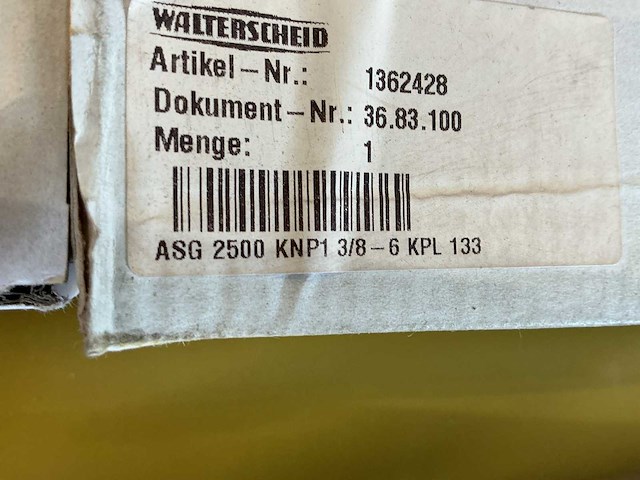 WALTERSCHEID
Artikel-Nr.: 1362428
Dokument-Nr.: 36.83.100
Menge: 1
ASG 2500 KNP1 3/8-6 KPL 133